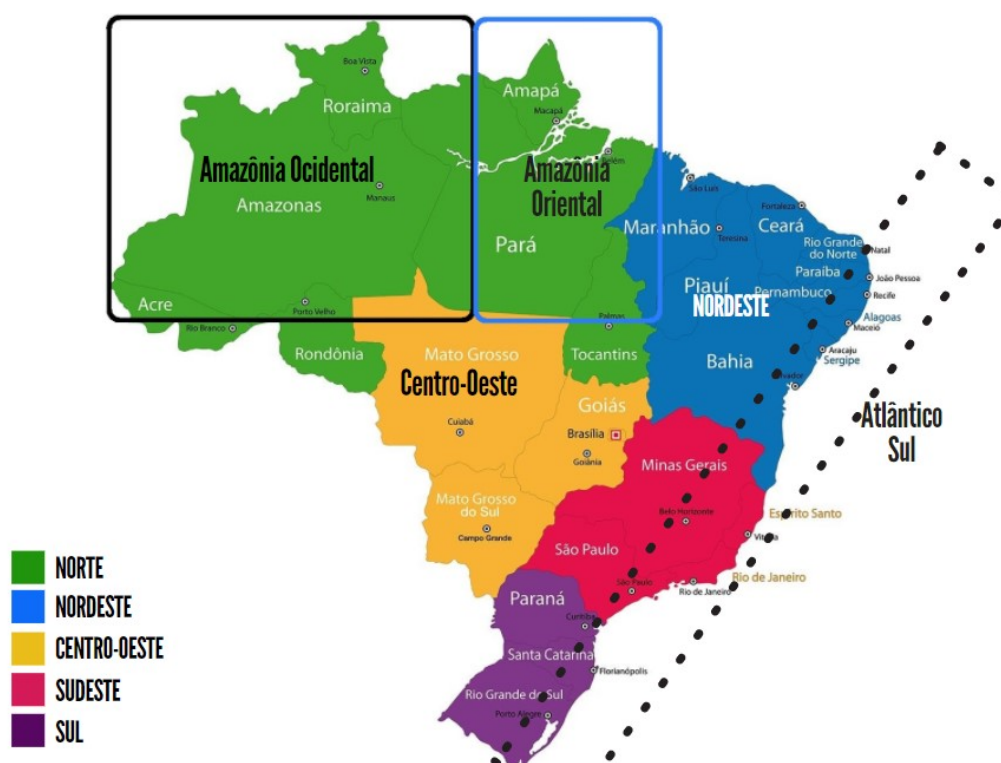 Boa Vista
Roraima
Amapá
Macapá
Amazônia Ocidental
Amazônia
Oriental
Belém
Manaus
Amazonas
Pará
São Luis
Maranhão
Teresina
Fortaleza
Ceará
Rio Grande
do Norte
Natal
Paraíba
João Pessoa
Piauí
Pernambuco
Recife
NORDESTE
Acre
Porto Velho
Rio Branco
Palmas
Alagoas
Maceió
Rondônia
Mato Grosso
Tocantins
Bahia
Aracaju
Sergipe
Centro-Oeste
Goiás
Atlântico
Sul
Cuiabá
Brasília
Goiânia
Minas Gerais
Mato Grosso
do Sul
Campo Grande
Belo Horizonte
Espírito Santo
Vitória
São Paulo
São Paulo
Rio de Janeiro
Rio de Janeiro
Paraná
Curitiba
Santa Catarina
Florianópolis
Rio Grande do Sul
Porto Alegre
NORTE
NORDESTE
CENTRO-OESTE
SUDESTE
SUL